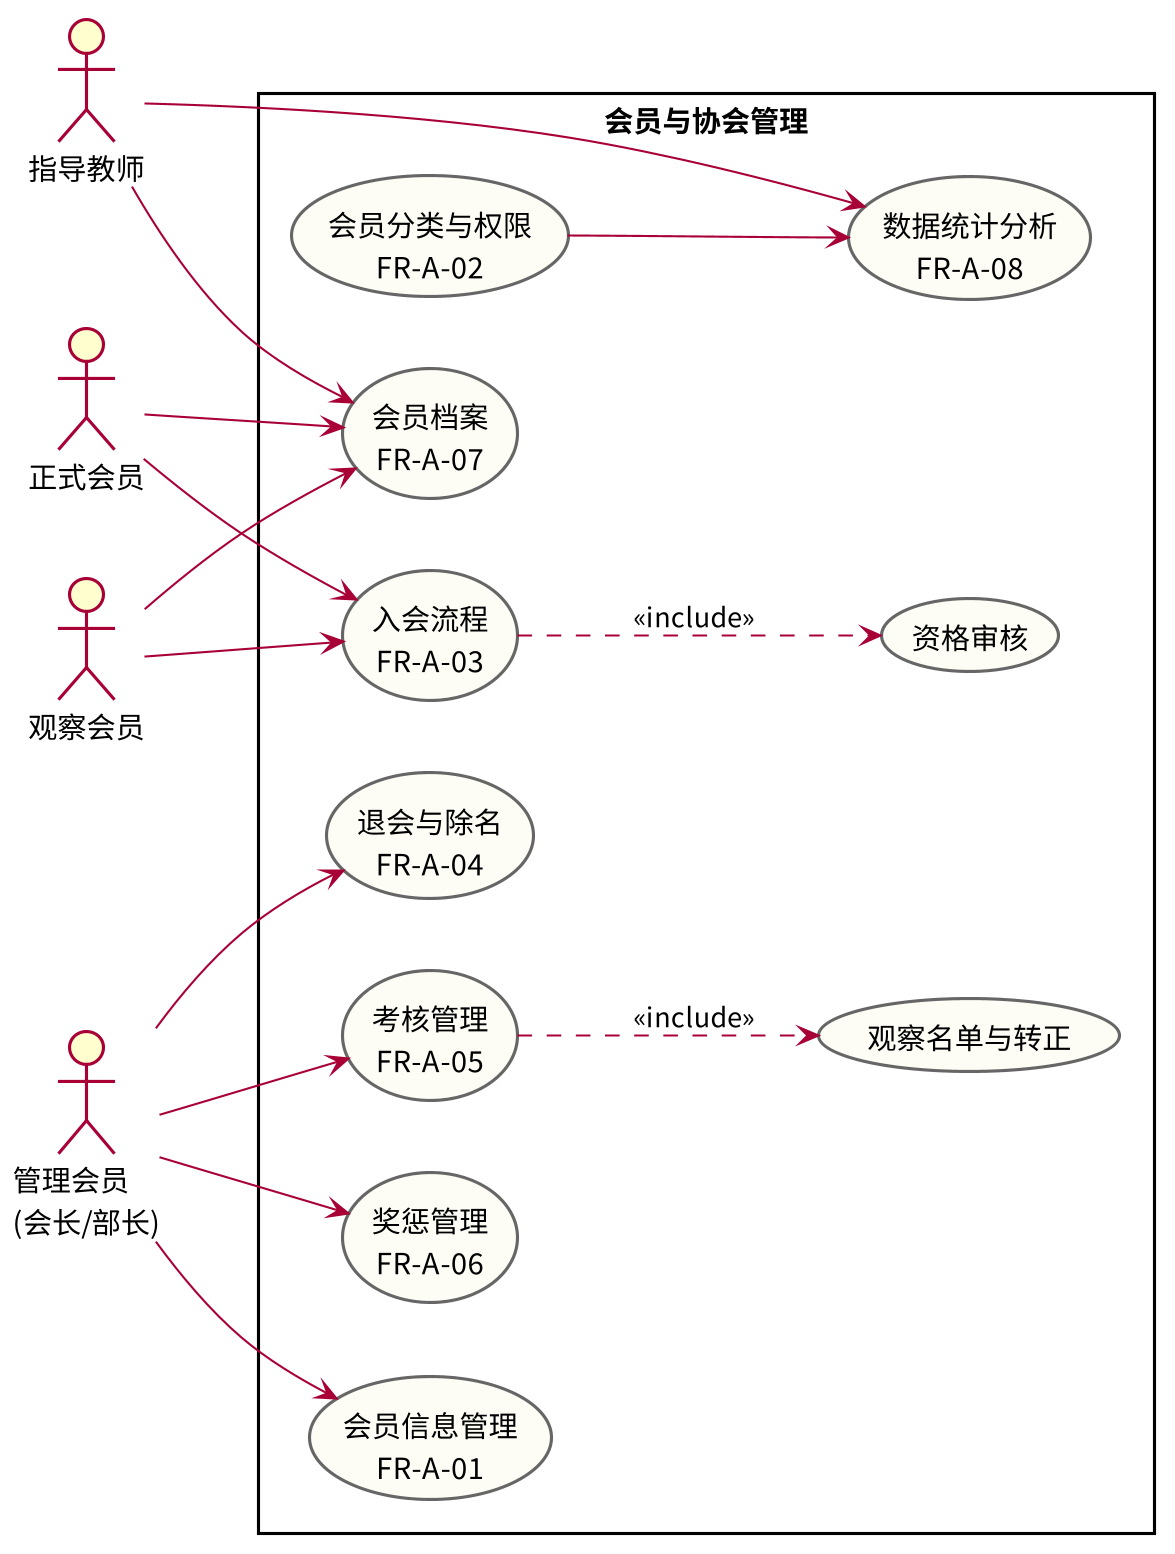 会员与协会管理
指导教师
会员分类与权限
FR-A-02
数据统计分析
FR-A-08
正式会员
会员档案
FR-A-07
观察会员
入会流程
FR-A-03
«include»
资格审核
退会与除名
FR-A-04
管理会员
(会长/部长)
考核管理
FR-A-05
«include»
观察名单与转正
奖惩管理
FR-A-06
会员信息管理
FR-A-01